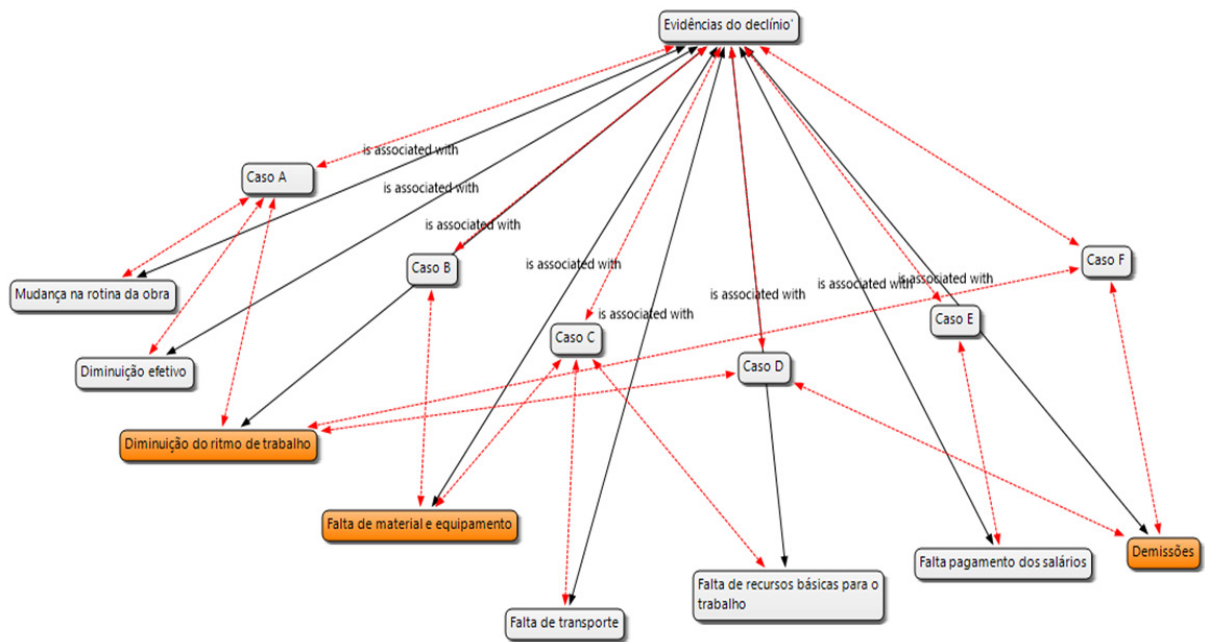 Evidências do declínio'
is associated with
Caso A
is associated with
is associated with
Caso B
Caso F
is associated with
is associated with
is associated with
Mudança na rotina da obra
is associated with
is associated with
Caso E
Caso C
Diminuição efetivo
Caso D
Diminuição do ritmo de trabalho
Falta de material e equipamento
Demissões
Falta pagamento dos salários
Falta de recursos básicas para o
trabalho
Falta de transporte